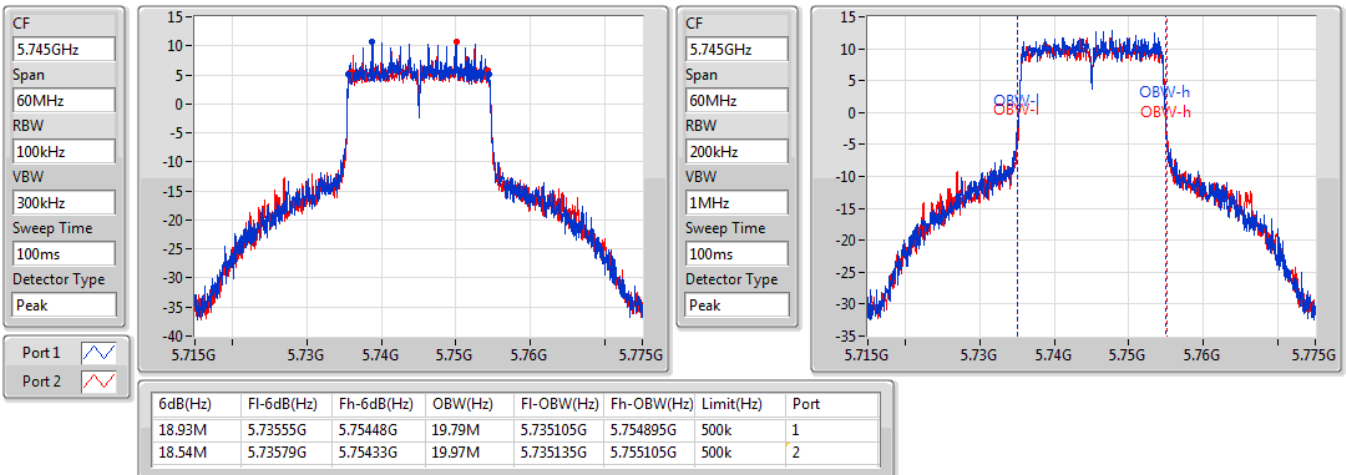 CF
5.745GHz
Span
60MHz
RBW
100kHz
VBW
300kHz
Sweep Time
100ms
Detector Type
Peak
Port 1
Port 2
15
10
5
0
-5
-10
-15
-20
-25
-30
-35
-40
5.715G 5.73G 5.74G 5.75G 5.76G 5.775G
CF
5.745GHz
Span
60MHz
RBW
200kHz
VBW
1MHz
Sweep Time
100ms
Detector Type
Peak
15
10
5
0
-5
-10
-15
-20
-25
-30
-35
OBW-l
OBW-l
OBW-h
OBW-h
5.715G 5.73G 5.74G 5.75G 5.76G 5.775G
6dB(Hz) Fl-6dB(Hz) Fh-6dB(Hz) OBW(Hz) Fl-OBW(Hz) Fh-OBW(Hz) Limit(Hz) Port
18.93M 5.73555G 5.75448G 19.79M 5.735105G 5.754895G 500k 1
18.54M 5.73579G 5.75433G 19.97M 5.735135G 5.755105G 500k 2